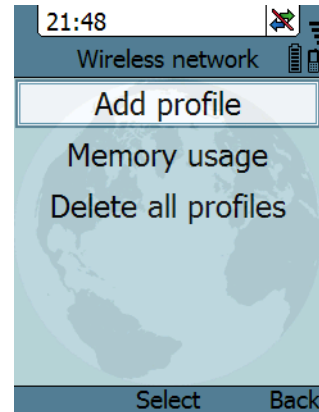 21:48
Wireless network
Add profile
Memory usage
Delete all profiles
Select Back